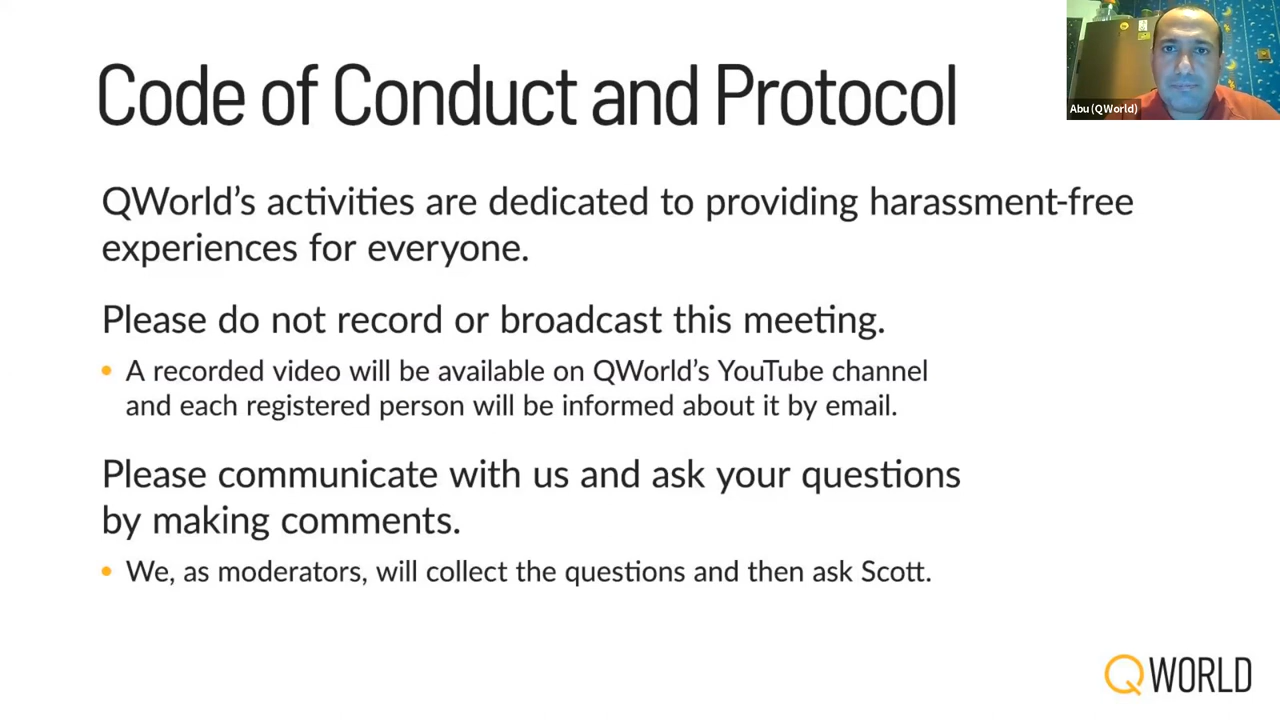 Code of Conduct and Protocol
Abu (QWorld)
QWorld's activities are dedicated to providing harassment-free
experiences for everyone.
Please do not record or broadcast this meeting.
• A recorded video will be available on QWorld's YouTube channel
and each registered person will be informed about it by email.
Please communicate with us and ask your questions
by making comments.
• We, as moderators, will collect the questions and then ask Scott.
QWORLD